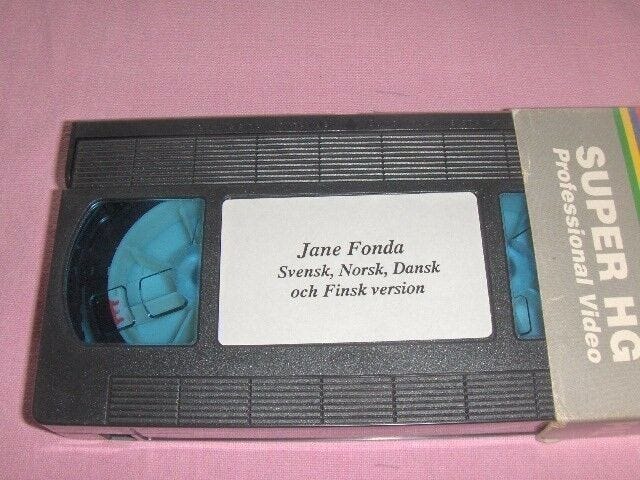 Jane Fonda
Svensk, Norsk, Dansk
och Finsk version
SUPER HG
Professional Video